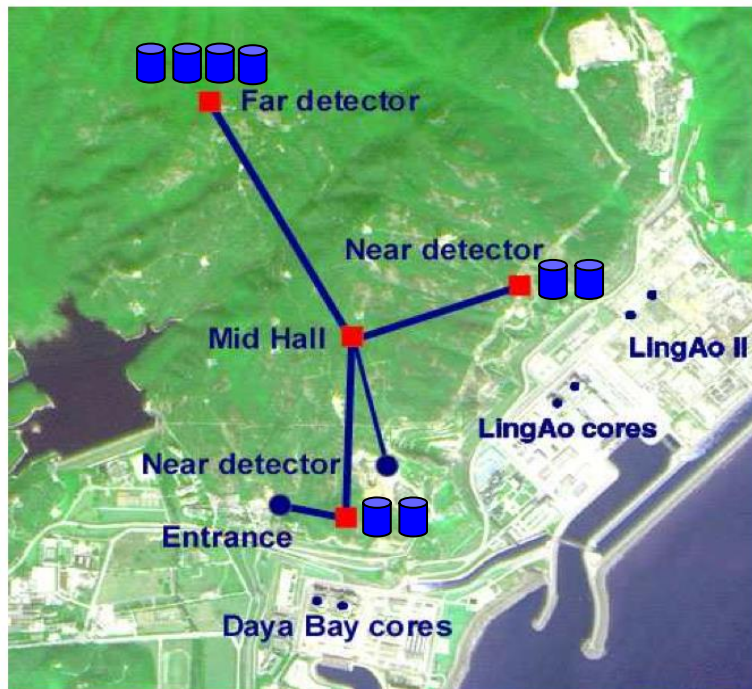 Far detector
Near detector
Mid Hall
LingAo II
LingAo cores
Near detector
Entrance
Daya Bay cores